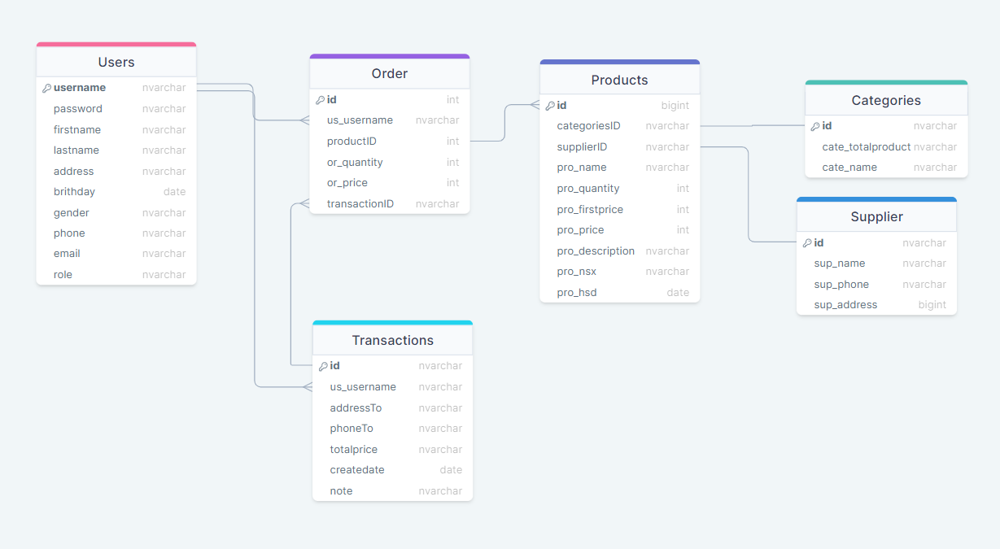 Users
username nvarchar
password nvarchar
firstname nvarchar
lastname nvarchar
address nvarchar
brithday date
gender nvarchar
phone nvarchar
email nvarchar
role nvarchar
Order
id int
us_username nvarchar
productID int
or_quantity int
or_price int
transactionID nvarchar
Products
id bigint
categoriesID nvarchar
supplierID nvarchar
pro_name nvarchar
pro_quantity int
pro_firstprice int
pro_price int
pro_description nvarchar
pro_nsx nvarchar
pro_hsd date
Categories
id nvarchar
cate_totalproduct nvarchar
cate_name nvarchar
Supplier
id nvarchar
sup_name nvarchar
sup_phone nvarchar
sup_address bigint
Transactions
id nvarchar
us_username nvarchar
addressTo nvarchar
phoneTo nvarchar
totalprice nvarchar
createdate date
note nvarchar